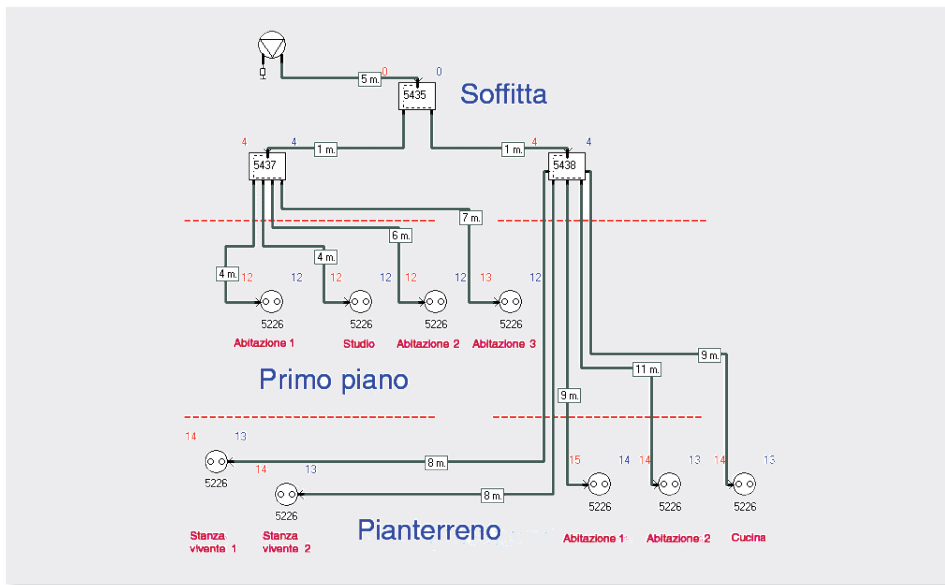 0 0
5 m.
5435
Soffitta
4 4
1 m.
1 m.
4 4
5437
5438
7 m.
6 m.
4 m.
4 m.
12 12
12 12
12 12
13 12
5226
5226
5226
5226
Abitazione 1
Studio
Abitazione 2
Abitazione 3
9 m.
11 m.
Primo piano
9 m.
14 13
8 m.
14 13
15 14
14 13
14 13
5226
8 m.
5226
5226
5226
5226
Pianterreno
Stanza
vivente 1
Stanza
vivente 2
Abitazione 1
Abitazione 2
Cucina